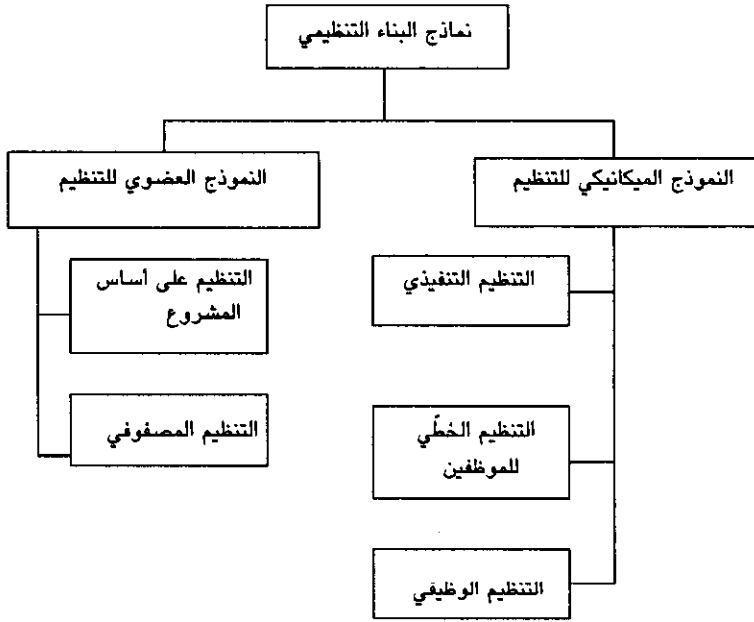 نماذج البناء التنظيمي
النموذج الميكانيكي للتنظيم
التنظيم التنفيذي
التنظيم الخطّي
للموظفين
التنظيم الوظيفي
النموذج العضوي للتنظيم
التنظيم على أساس
المشروع
التنظيم المصفوفي